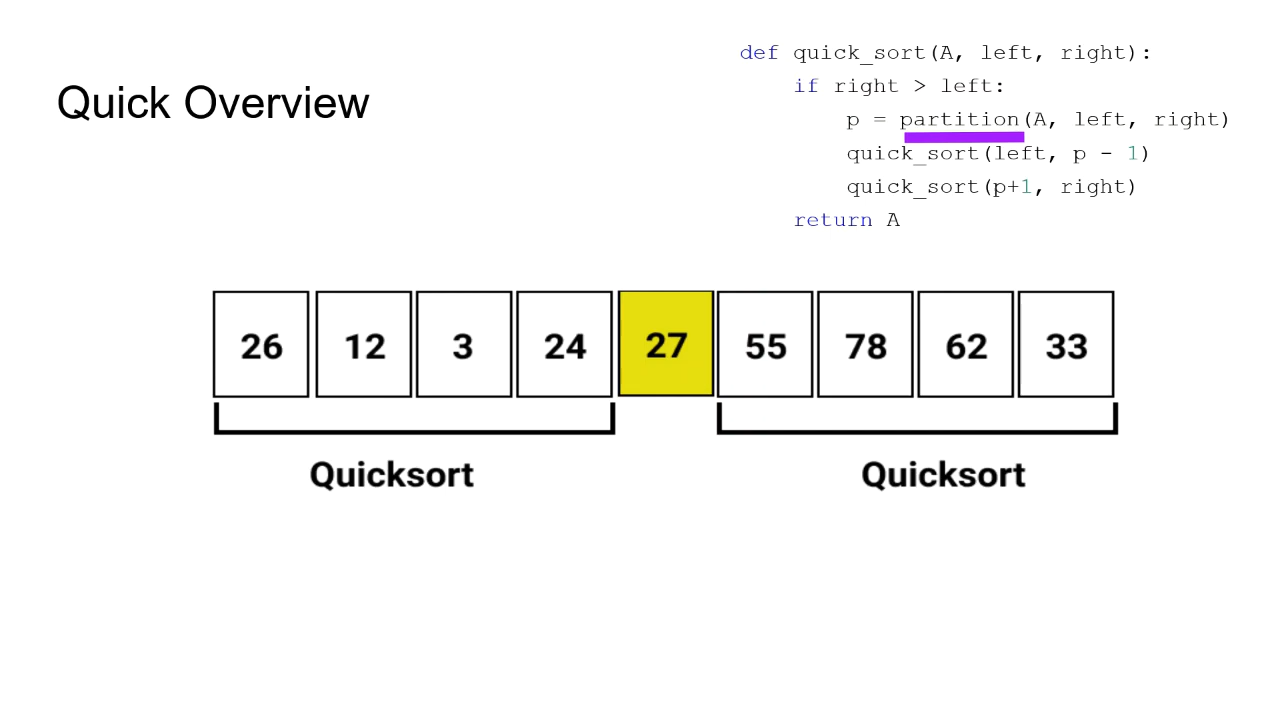 Quick Overview
def quick_sort(A, left, right):
    if right > left:
        p = partition(A, left, right)
        quick_sort(left, p - 1)
        quick_sort(p+1, right)
    return A
26 12 3 24 27 55 78 62 33
Quicksort Quicksort